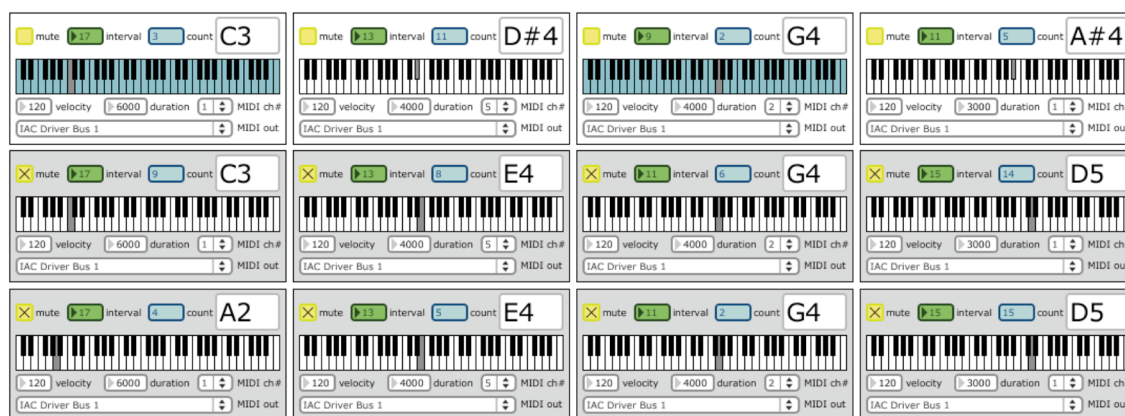 mute 17 interval 3 count C3
120 velocity 6000 duration 1 MIDI ch#
IAC Driver Bus 1 MIDI out
mute 13 interval 11 count D#4
120 velocity 4000 duration 5 MIDI ch#
IAC Driver Bus 1 MIDI out
mute 9 interval 2 count G4
120 velocity 4000 duration 2 MIDI ch#
IAC Driver Bus 1 MIDI out
mute 11 interval 5 count A#4
120 velocity 3000 duration 1 MIDI ch
IAC Driver Bus 1 MIDI out
mute 17 interval 9 count C3
120 velocity 6000 duration 1 MIDI ch#
IAC Driver Bus 1 MIDI out
mute 13 interval 8 count E4
120 velocity 4000 duration 5 MIDI ch#
IAC Driver Bus 1 MIDI out
mute 11 interval 6 count G4
120 velocity 4000 duration 2 MIDI ch#
IAC Driver Bus 1 MIDI out
mute 15 interval 14 count D5
120 velocity 3000 duration 1 MIDI ch
IAC Driver Bus 1 MIDI out
mute 17 interval 4 count A2
120 velocity 6000 duration 1 MIDI ch#
IAC Driver Bus 1 MIDI out
mute 13 interval 5 count E4
120 velocity 4000 duration 5 MIDI ch#
IAC Driver Bus 1 MIDI out
mute 11 interval 2 count G4
120 velocity 4000 duration 2 MIDI ch#
IAC Driver Bus 1 MIDI out
mute 15 interval 15 count D5
120 velocity 3000 duration 1 MIDI ch
IAC Driver Bus 1 MIDI out